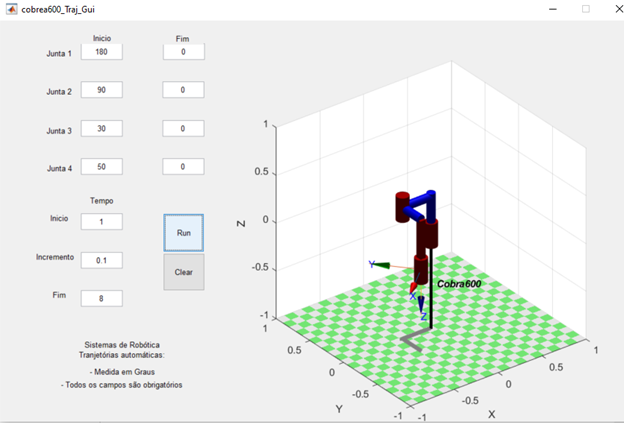 cobrea600_Traj_Gui
Inicio Fim
Junta 1 180 0
Junta 2 90 0
Junta 3 30 0
Junta 4 50 0
Tempo
Inicio 1
Run
Incremento 0.1
Clear
Fim 8
Sistemas de Robótica
Tranjetórias automáticas:
- Medida em Graus
- Todos os campos são obrigatórios
1
0.5
0
-0.5
-1
Z
1
0.5
0
-0.5
-1
Y
-1
-0.5
0
0.5
1
X
Y
X
Z
Cobra600